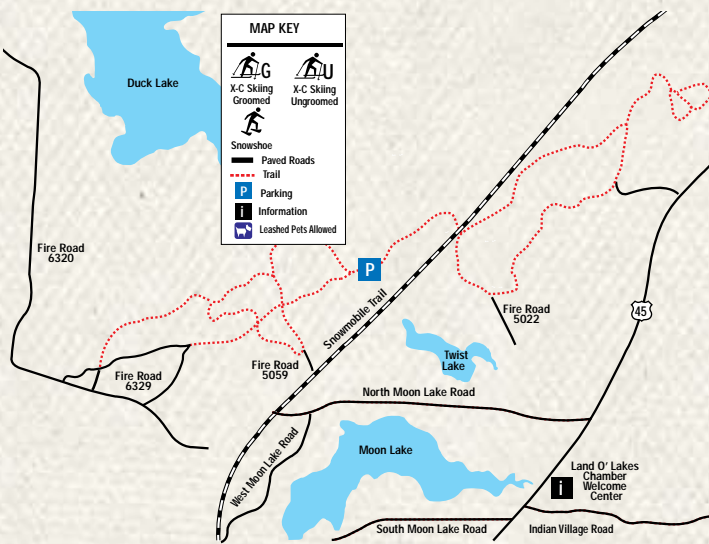 MAP KEY
G
U
X-C Skiing
Groomed
X-C Skiing
Ungroomed
Snowshoe
Paved Roads
Trail
P
Parking
i
Information
Leashed Pets Allowed
Duck Lake
Fire Road
6320
P
Snowmobile Trail
Fire Road
5022
45
Fire Road
6329
Fire Road
5059
Twist
Lake
North Moon Lake Road
West Moon Lake Road
Moon Lake
i
Land O' Lakes
Chamber
Welcome
Center
South Moon Lake Road
Indian Village Road